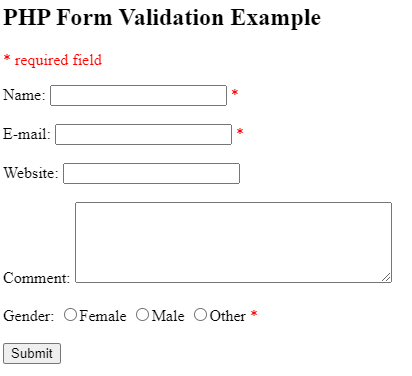 PHP Form Validation Example
* required field
Name: *
E-mail: *
Website:
Comment:
Gender: Female Male Other *
Submit